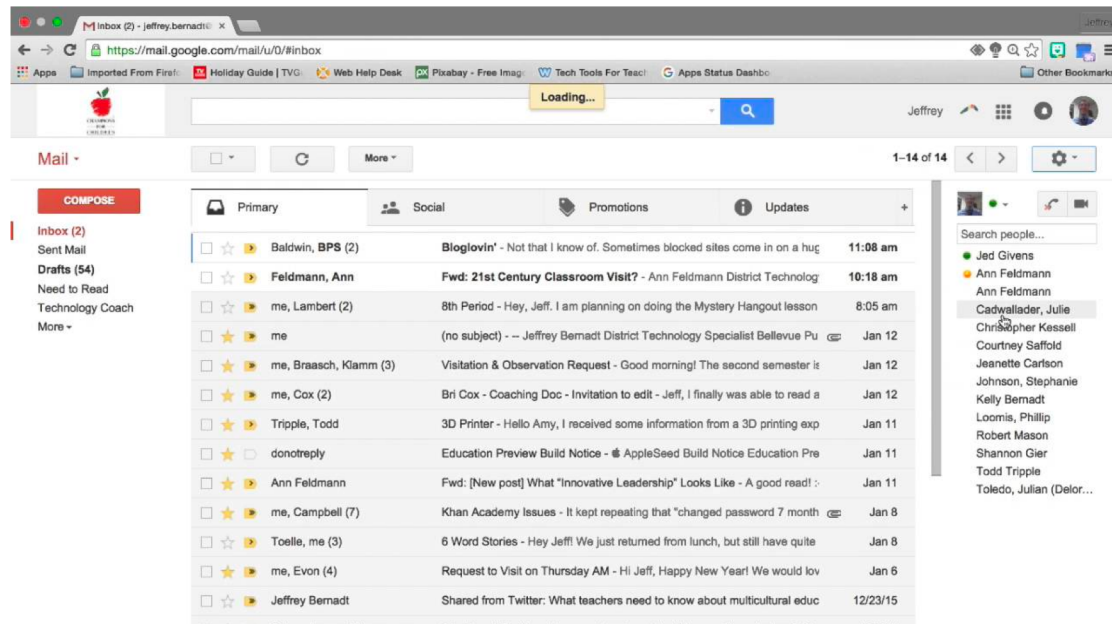 Inbox (2) - jeffrey.bernadt@
Jeffrey
https://mail.google.com/mail/u/0/#inbox
Apps Imported From Firefo Holiday Guide | TVG Web Help Desk Pixabay - Free Imag Tech Tools For Teach Apps Status Dashbo Other Bookmarks
Loading...
CHAMPIONS
FOR
CHILDREN
Jeffrey
Mail
More
1–14 of 14
COMPOSE
Primary Social Promotions Updates +
Inbox (2)
Sent Mail
Drafts (54)
Need to Read
Technology Coach
More
Baldwin, BPS (2) Bloglovin' - Not that I know of. Sometimes blocked sites come in on a hug 11:08 am
Feldmann, Ann Fwd: 21st Century Classroom Visit? - Ann Feldmann District Technolog 10:18 am
me, Lambert (2) 8th Period - Hey, Jeff. I am planning on doing the Mystery Hangout lesson 8:05 am
me (no subject) - -- Jeffrey Bernadt District Technology Specialist Bellevue Pu Jan 12
me, Braasch, Klamm (3) Visitation & Observation Request - Good morning! The second semester is Jan 12
me, Cox (2) Bri Cox - Coaching Doc - Invitation to edit - Jeff, I finally was able to read a Jan 12
Tripple, Todd 3D Printer - Hello Amy, I received some information from a 3D printing exp Jan 11
donotreply Education Preview Build Notice - AppleSeed Build Notice Education Pre Jan 11
Ann Feldmann Fwd: [New post] What "Innovative Leadership" Looks Like - A good read! :- Jan 11
me, Campbell (7) Khan Academy Issues - It kept repeating that "changed password 7 month Jan 8
Toelle, me (3) 6 Word Stories - Hey Jeff! We just returned from lunch, but still have quite Jan 8
me, Evon (4) Request to Visit on Thursday AM - Hi Jeff, Happy New Year! We would lov Jan 6
Jeffrey Bernadt Shared from Twitter: What teachers need to know about multicultural educ 12/23/15
Search people...
Jed Givens
Ann Feldmann
Ann Feldmann
Cadwallader, Julie
Christopher Kessell
Courtney Saffold
Jeanette Carlson
Johnson, Stephanie
Kelly Bernadt
Loomis, Phillip
Robert Mason
Shannon Gier
Todd Tripple
Toledo, Julian (Delor...